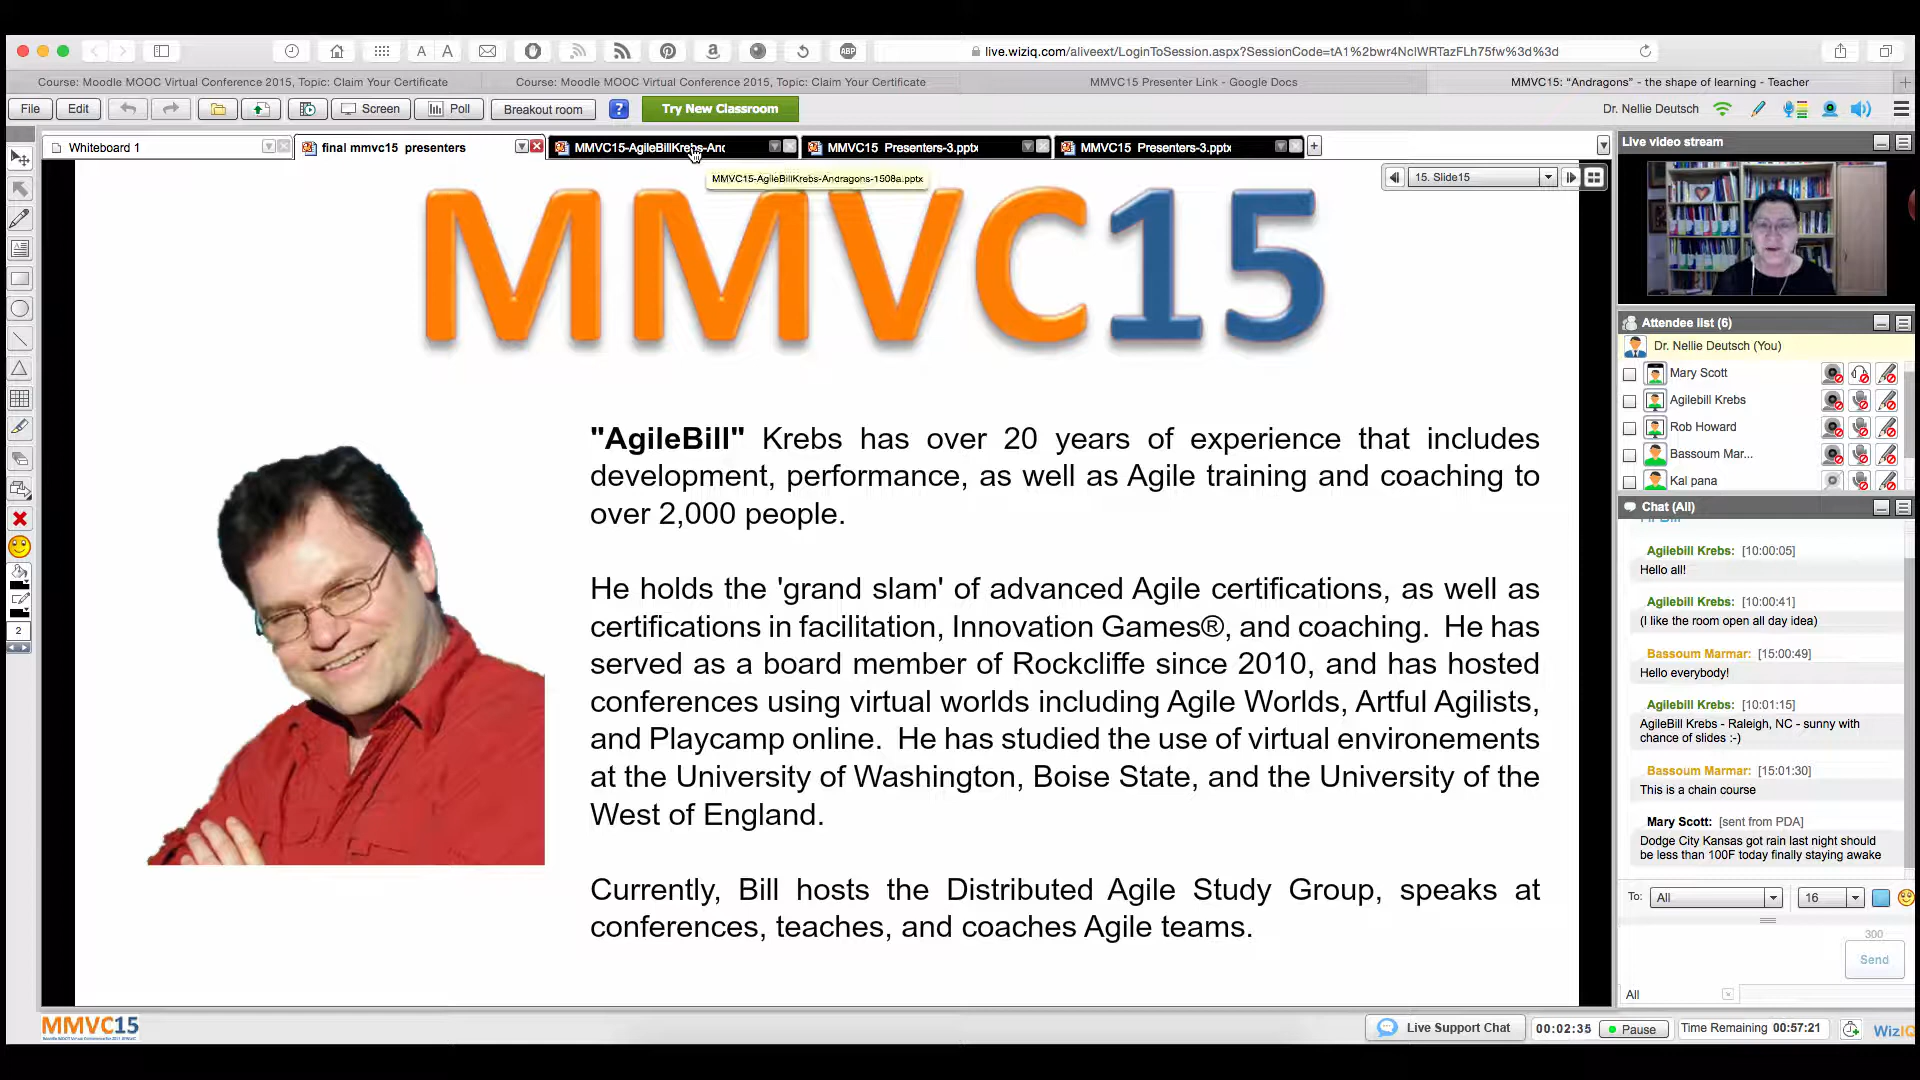 live.wiziq.com/aliveext/LoginToSession.aspx?SessionCode=tA1%2bwr4NclWRTazFLh75fw%3d%3d
Course: Moodle MOOC Virtual Conference 2015, Topic: Claim Your Certificate
Course: Moodle MOOC Virtual Conference 2015, Topic: Claim Your Certificate
MMVC15 Presenter Link - Google Docs
MMVC15: “Andragons” - the shape of learning - Teacher
File
Edit
Screen
Poll
Breakout room
?
Try New Classroom
Dr. Nellie Deutsch
Whiteboard 1
final mmvc15 presenters
MMVC15-AgileBillKrebs-And
MMVC15 Presenters-3.pptx
MMVC15 Presenters-3.pptx
MMVC15-AgileBillKrebs-Andragons-1508a.pptx
15. Slide15
MMVC15
"AgileBill" Krebs has over 20 years of experience that includes
development, performance, as well as Agile training and coaching to
over 2,000 people.
He holds the 'grand slam' of advanced Agile certifications, as well as
certifications in facilitation, Innovation Games®, and coaching. He has
served as a board member of Rockcliffe since 2010, and has hosted
conferences using virtual worlds including Agile Worlds, Artful Agilists,
and Playcamp online. He has studied the use of virtual environements
at the University of Washington, Boise State, and the University of the
West of England.
Currently, Bill hosts the Distributed Agile Study Group, speaks at
conferences, teaches, and coaches Agile teams.
2
Live video stream
Attendee list (6)
Dr. Nellie Deutsch (You)
Mary Scott
Agilebill Krebs
Rob Howard
Bassoum Mar...
Kal pana
Chat (All)
Agilebill Krebs: [10:00:05]
Hello all!
Agilebill Krebs: [10:00:41]
(I like the room open all day idea)
Bassoum Marmar: [15:00:49]
Hello everybody!
Agilebill Krebs: [10:01:15]
AgileBill Krebs - Raleigh, NC - sunny with
chance of slides :-)
Bassoum Marmar: [15:01:30]
This is a chain course
Mary Scott: [sent from PDA]
Dodge City Kansas got rain last night should
be less than 100F today finally staying awake
To: All
16
300
Send
All
MMVC15
Live Support Chat
00:02:35
Pause
Time Remaining 00:57:21
WizIQ